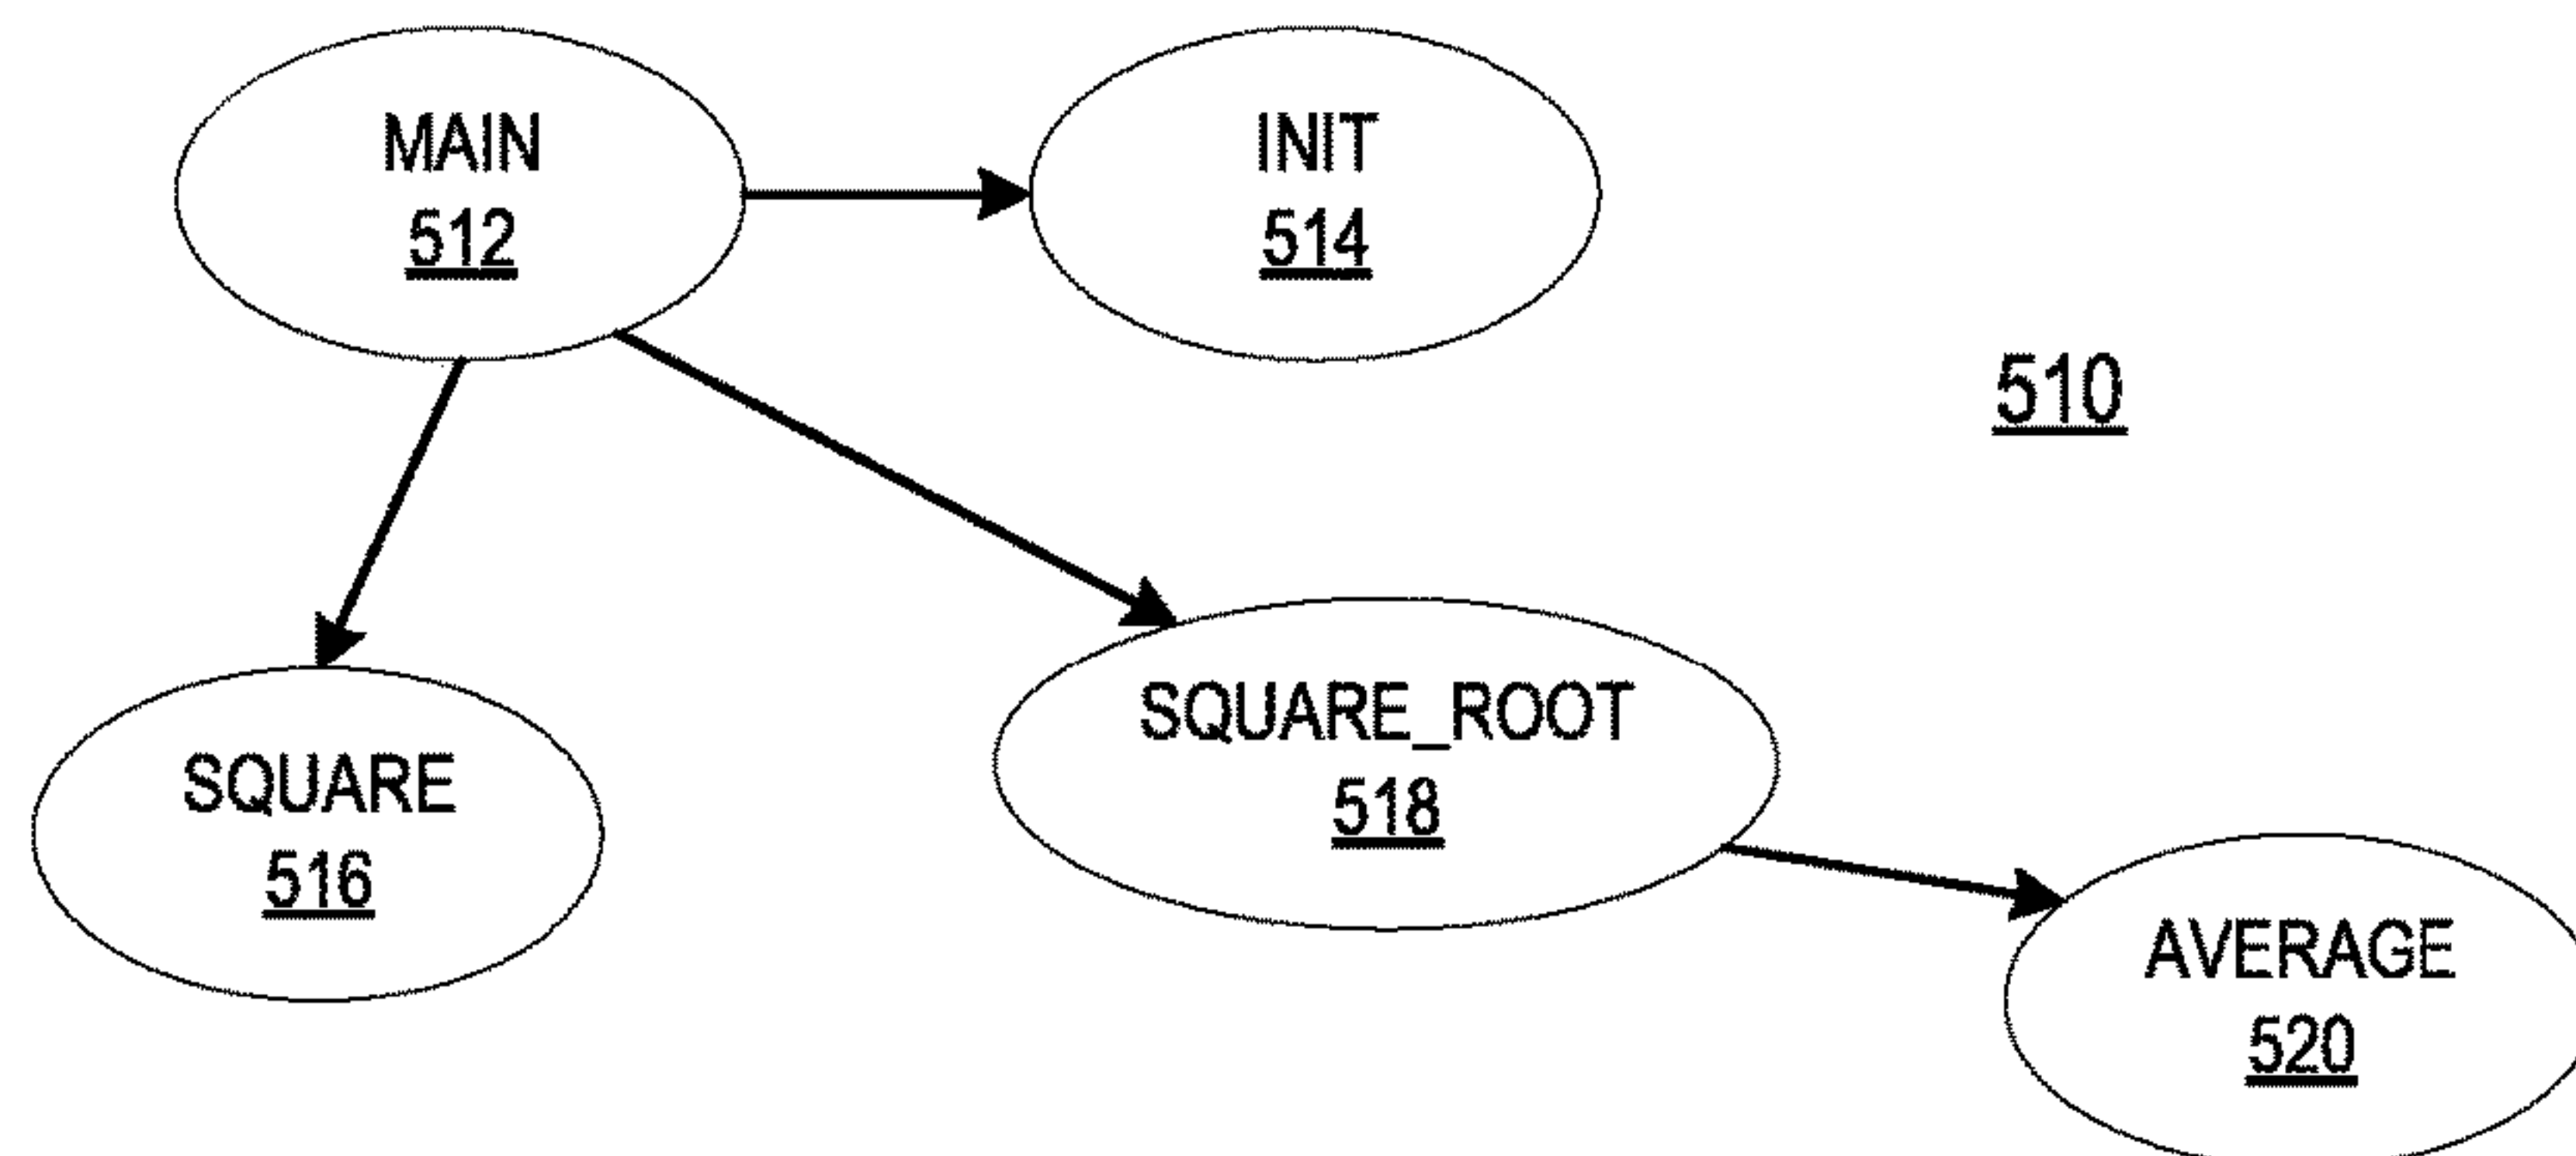 MAIN
512
INIT
514
510
SQUARE_ROOT
518
SQUARE
516
AVERAGE
520